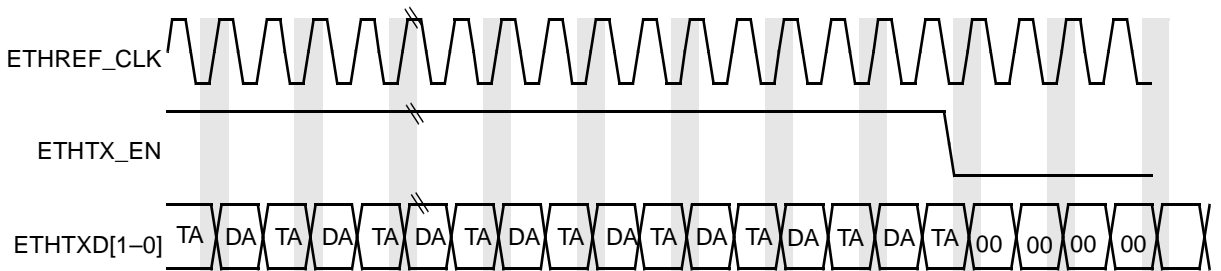 ETHREF_CLK
ETHTX_EN
ETHTXD[1–0] TA DA TA DA TA DA TA DA TA DA TA DA TA DA TA DA TA 00 00 00 00